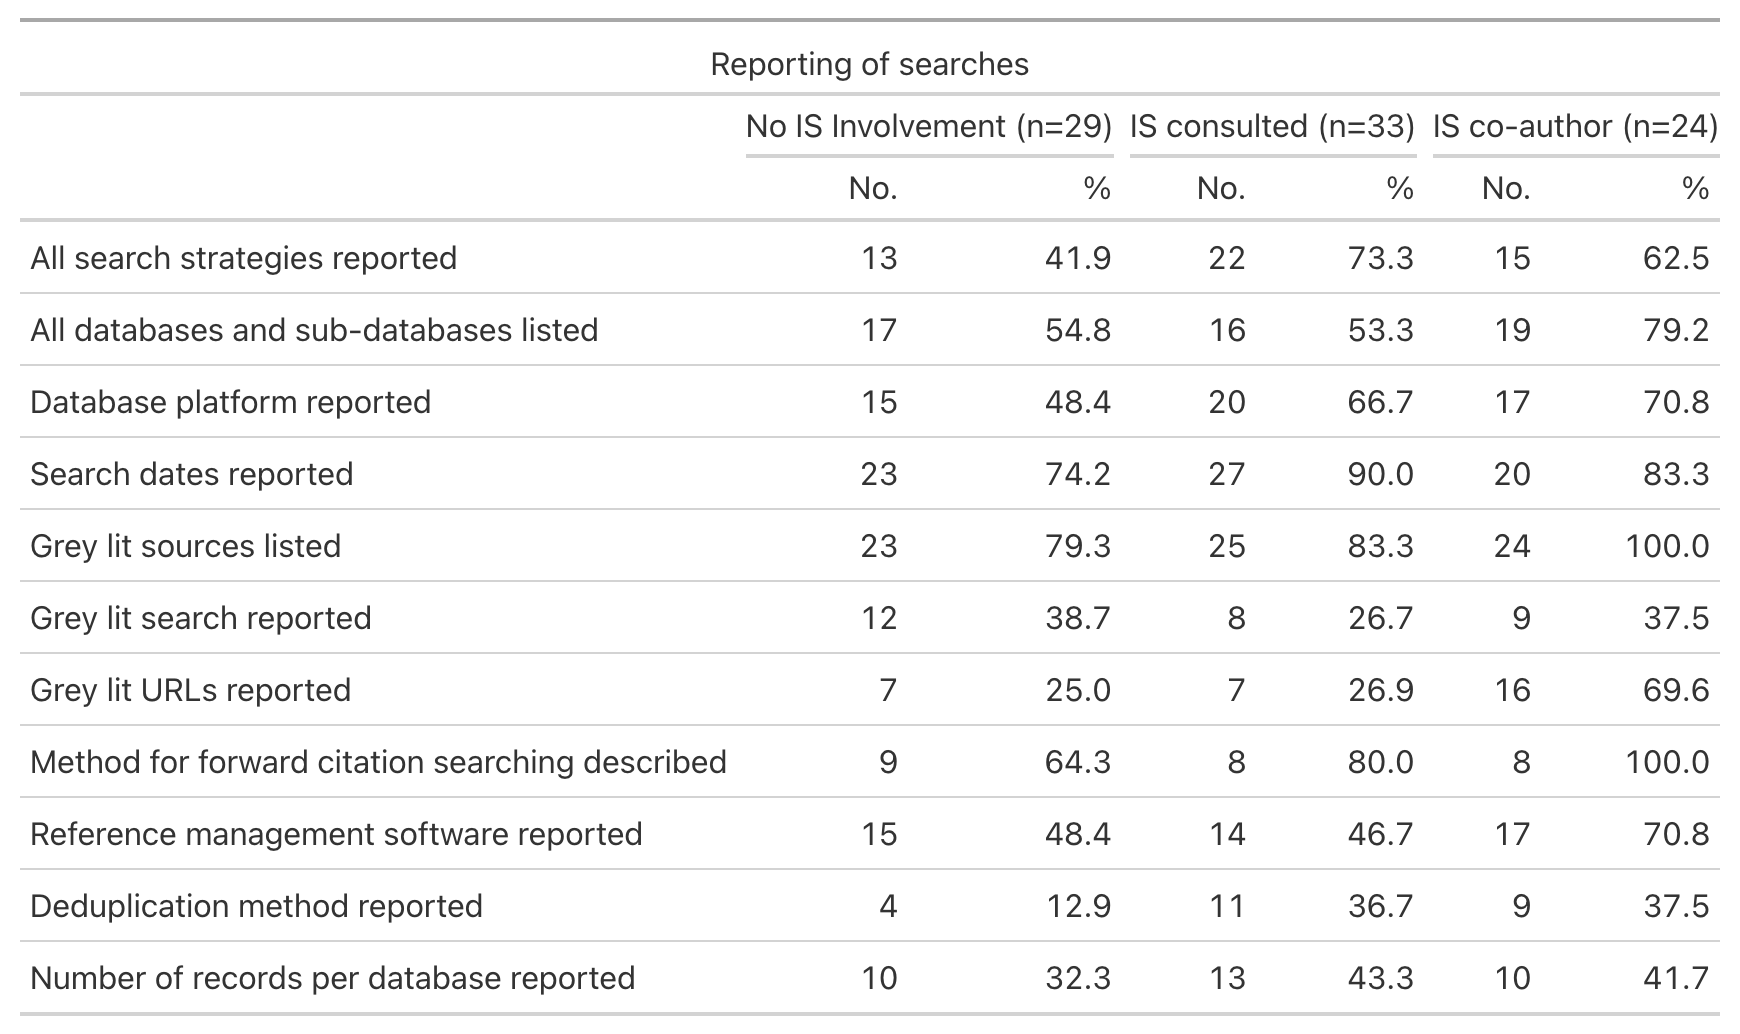 Reporting of searches
No IS Involvement (n=29) IS consulted (n=33) IS co-author (n=24)
No. % No. % No. %
All search strategies reported 13 41.9 22 73.3 15 62.5
All databases and sub-databases listed 17 54.8 16 53.3 19 79.2
Database platform reported 15 48.4 20 66.7 17 70.8
Search dates reported 23 74.2 27 90.0 20 83.3
Grey lit sources listed 23 79.3 25 83.3 24 100.0
Grey lit search reported 12 38.7 8 26.7 9 37.5
Grey lit URLs reported 7 25.0 7 26.9 16 69.6
Method for forward citation searching described 9 64.3 8 80.0 8 100.0
Reference management software reported 15 48.4 14 46.7 17 70.8
Deduplication method reported 4 12.9 11 36.7 9 37.5
Number of records per database reported 10 32.3 13 43.3 10 41.7